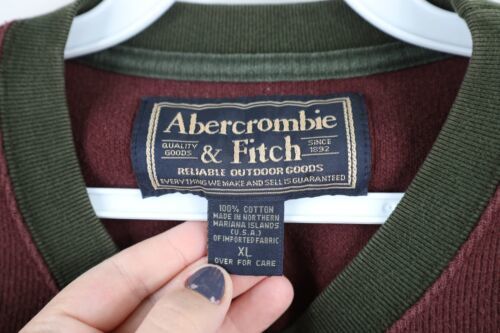 Abercrombie
QUALITY GOODS & Fitch SINCE 1892
RELIABLE OUTDOOR GOODS
EVERYTHING WE MAKE AND SELL IS GUARANTEED
100% COTTON
MADE IN NORTHERN
MARIANA ISLANDS
(U.S.A.)
OF IMPORTED FABRIC
XL
OVER FOR CARE